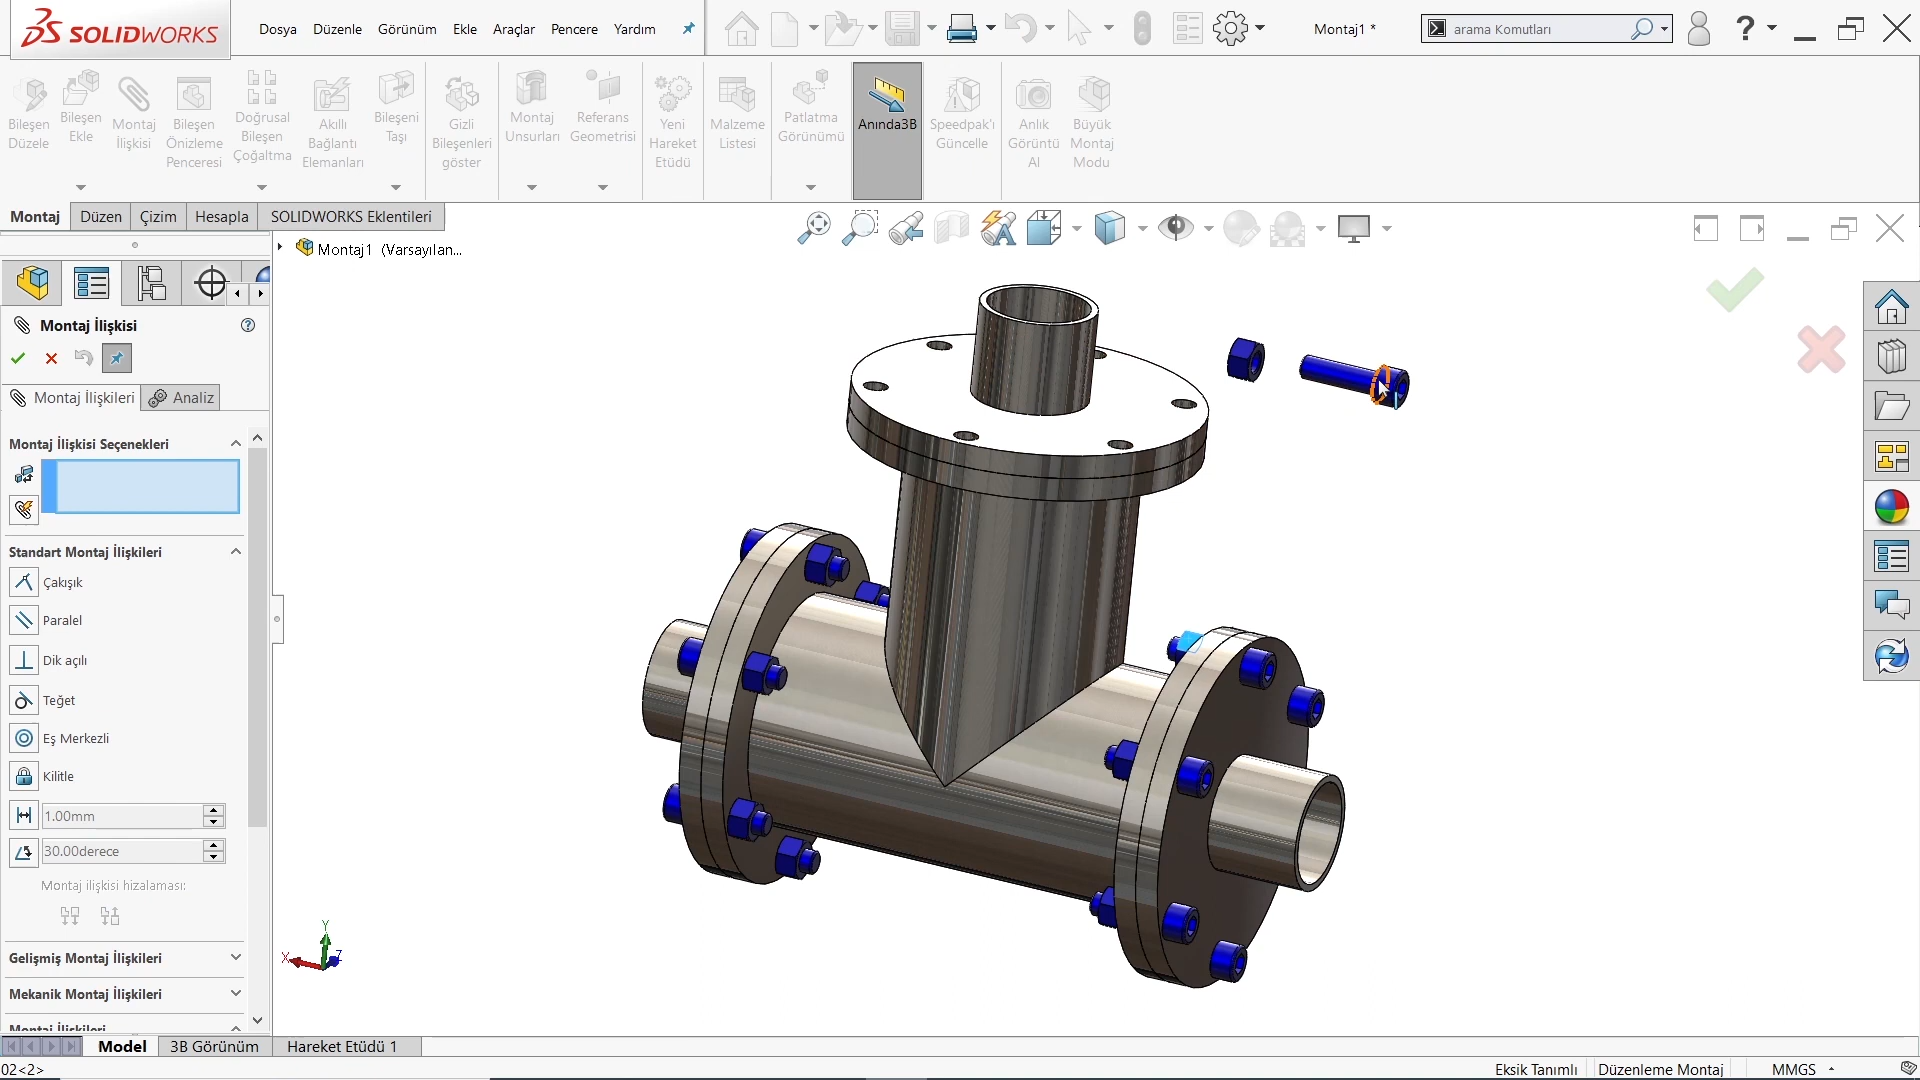 SOLIDWORKS
Dosya Düzenle Görünüm Ekle Araçlar Pencere Yardım
Montaj1 *
arama Komutları
?
Bileşen Düzele
Bileşen Ekle
Montaj İlişkisi
Bileşen Önizleme Penceresi
Doğrusal Bileşen Çoğaltma
Akıllı Bağlantı Elemanları
Bileşeni Taşı
Gizli Bileşenleri göster
Montaj Unsurları
Referans Geometrisi
Yeni Hareket Etüdü
Malzeme Listesi
Patlatma Görünümü
Anında3B
Speedpak'ı Güncelle
Anlık Görüntü Al
Büyük Montaj Modu
Montaj Düzen Çizim Hesapla SOLIDWORKS Eklentileri
Montaj1 (Varsayılan...
Montaj İlişkisi
Montaj İlişkileri Analiz
Montaj İlişkisi Seçenekleri
Standart Montaj İlişkileri
Çakışık
Paralel
Dik açılı
Teğet
Eş Merkezli
Kilitle
1.00mm
30.00derece
Montaj ilişkisi hizalaması:
Gelişmiş Montaj İlişkileri
Mekanik Montaj İlişkileri
Montaj İlişkileri
Y
X
Z
Model 3B Görünüm Hareket Etüdü 1
02<2>
Eksik Tanımlı Düzenleme Montaj MMGS